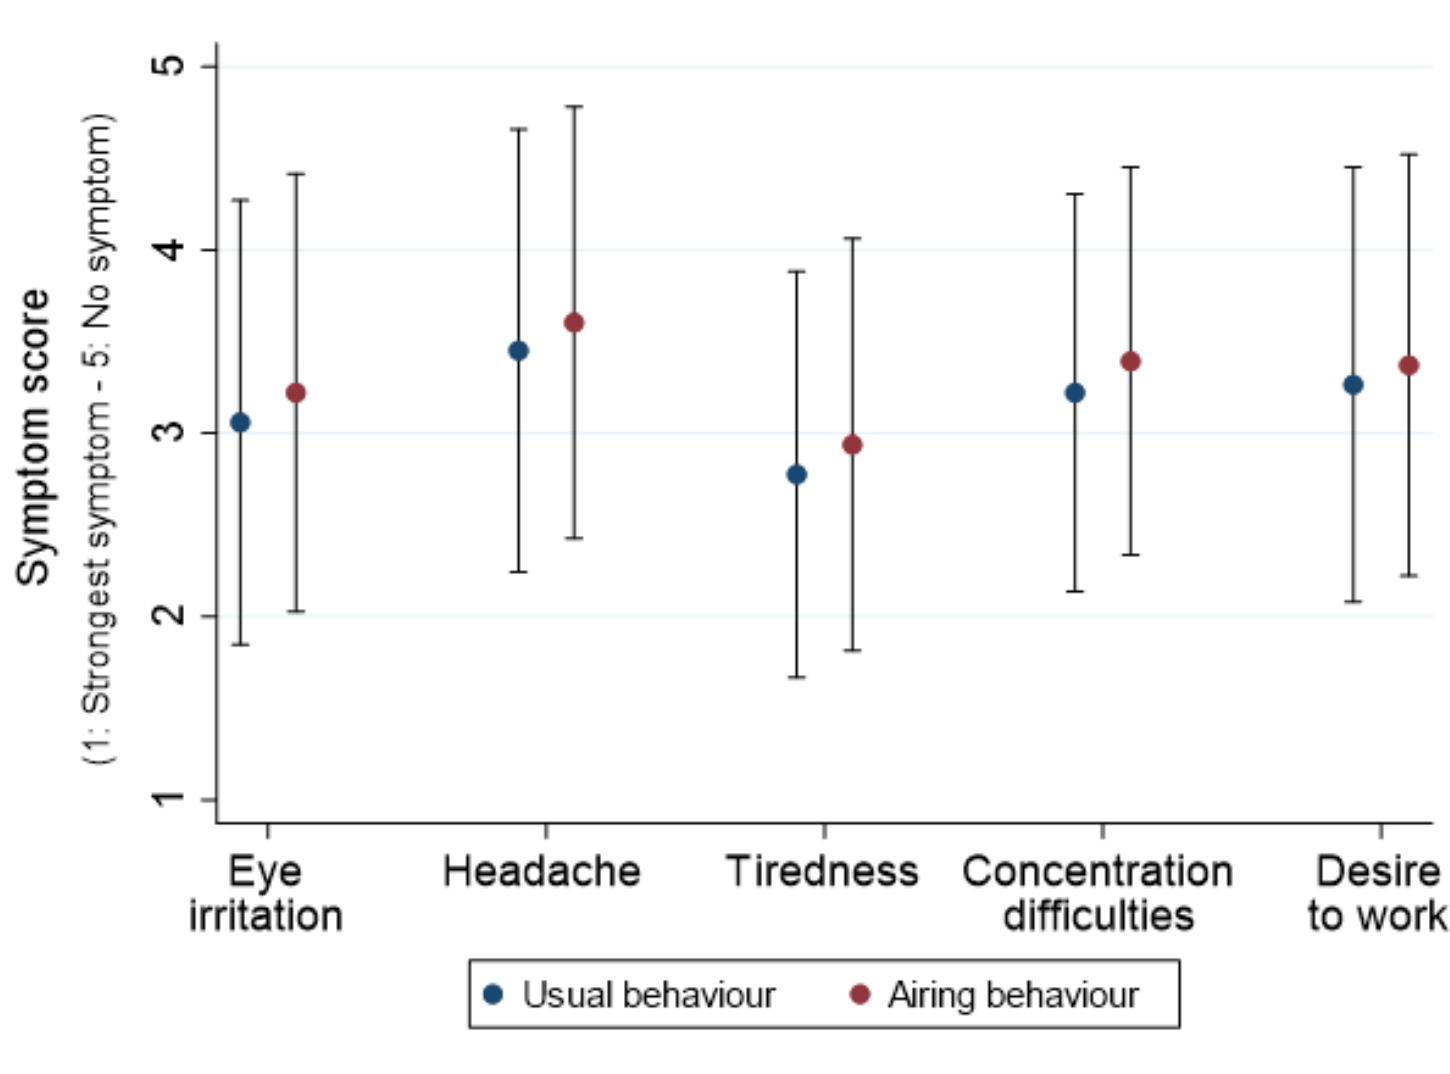 Symptom score
(1: Strongest symptom - 5: No symptom)
5
4
3
2
1
Eye
irritation
Headache
Tiredness
Concentration
difficulties
Desire
to work
Usual behaviour
Airing behaviour